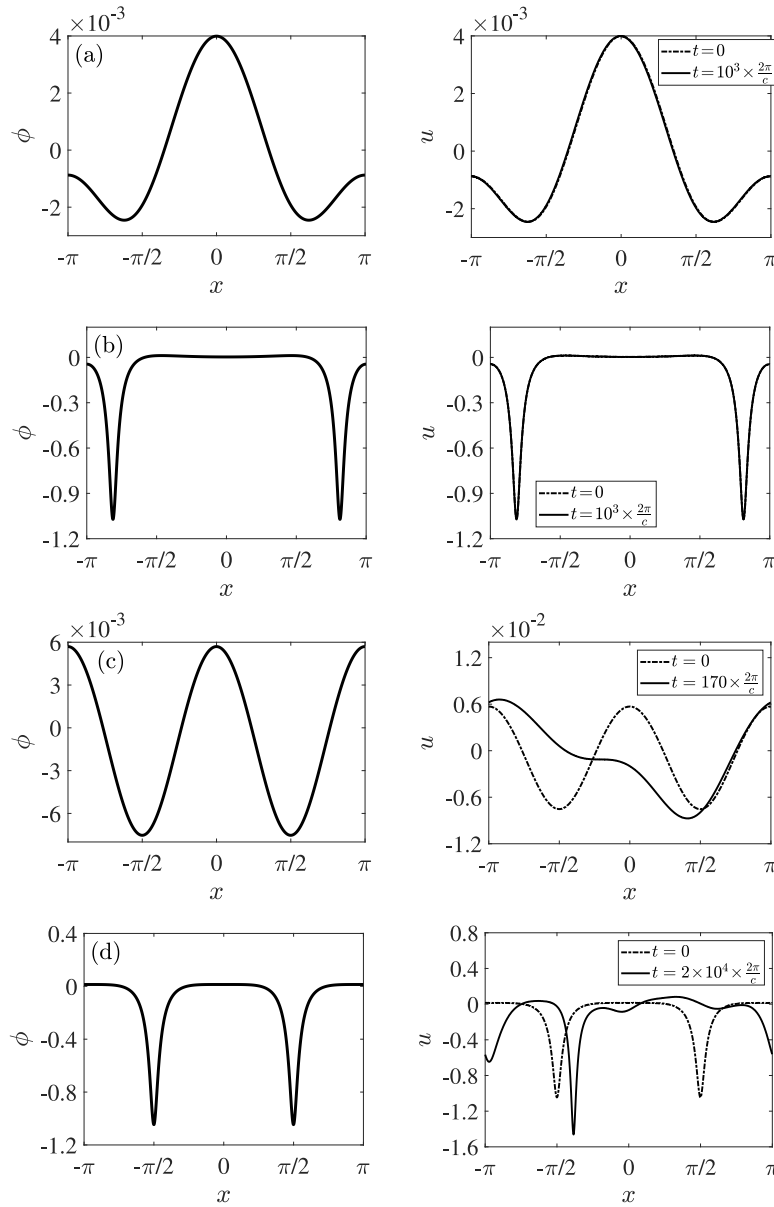 ×10⁻³
(a)
4
2
0
-2
ϕ
-π
-π/2
0
π/2
π
x
×10⁻³
4
2
0
-2
u
t=0
t=10³×2π/c
-π
-π/2
0
π/2
π
x
(b)
0
-0.3
-0.6
-0.9
-1.2
ϕ
-π
-π/2
0
π/2
π
x
0
-0.3
-0.6
-0.9
-1.2
u
t=0
t=10³×2π/c
-π
-π/2
0
π/2
π
x
×10⁻³
(c)
6
3
0
-3
-6
ϕ
-π
-π/2
0
π/2
π
x
×10⁻²
1.2
0.6
0
-0.6
-1.2
u
t = 0
t = 170×2π/c
-π
-π/2
0
π/2
π
x
(d)
0.4
0
-0.4
-0.8
-1.2
ϕ
-π
-π/2
0
π/2
π
x
0.8
0.4
0
-0.4
-0.8
-1.2
-1.6
u
t = 0
t = 2×10⁴×2π/c
-π
-π/2
0
π/2
π
x